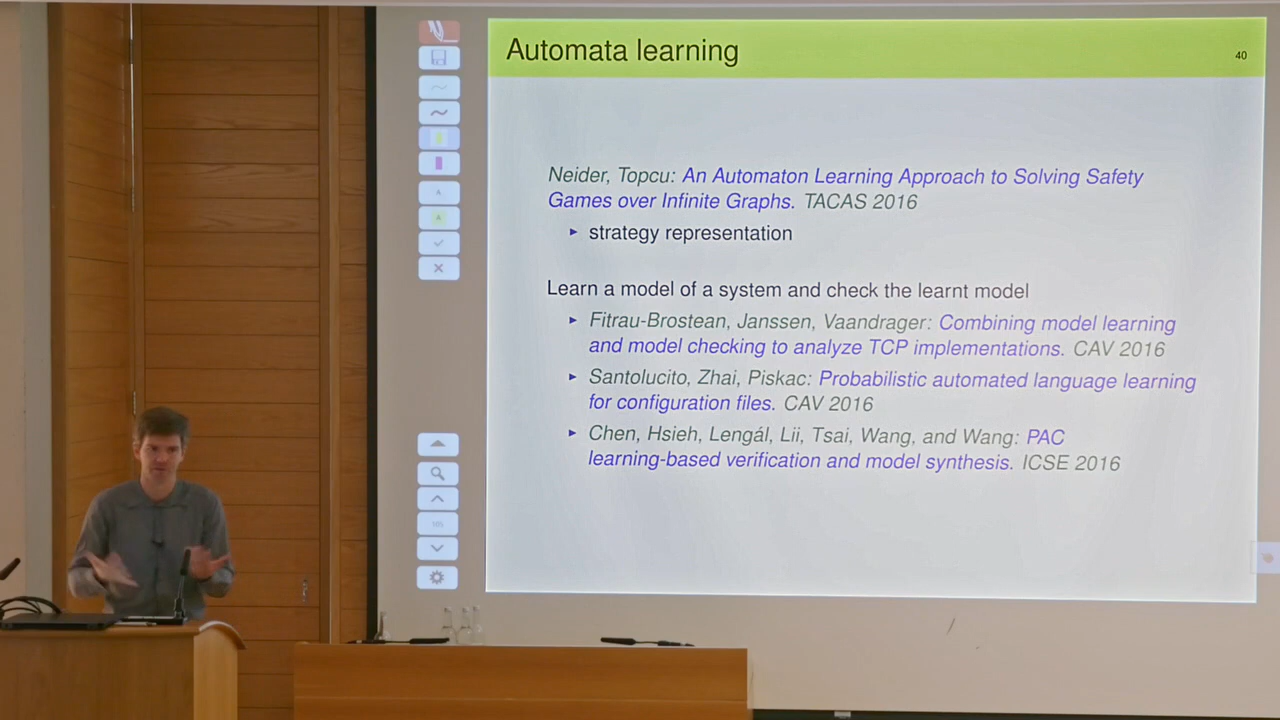 Automata learning
40
Neider, Topcu: An Automaton Learning Approach to Solving Safety
Games over Infinite Graphs. TACAS 2016
▸ strategy representation
Learn a model of a system and check the learnt model
▸ Fitrau-Brostean, Janssen, Vaandrager: Combining model learning
and model checking to analyze TCP implementations. CAV 2016
▸ Santolucito, Zhai, Piskac: Probabilistic automated language learning
for configuration files. CAV 2016
▸ Chen, Hsieh, Lengál, Lii, Tsai, Wang, and Wang: PAC
learning-based verification and model synthesis. ICSE 2016